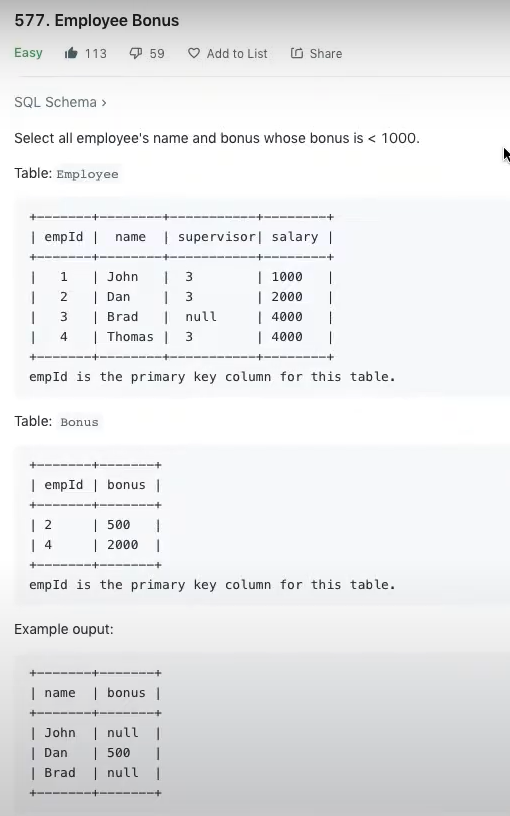 577. Employee Bonus
Easy 113 59 Add to List Share
SQL Schema ›
Select all employee's name and bonus whose bonus is < 1000.
Table: Employee
+-------+--------+-----------+--------+
| empId |  name  | supervisor| salary |
+-------+--------+-----------+--------+
|   1   | John   |  3        | 1000   |
|   2   | Dan    |  3        | 2000   |
|   3   | Brad   |  null     | 4000   |
|   4   | Thomas |  3        | 4000   |
+-------+--------+-----------+--------+
empId is the primary key column for this table.
Table: Bonus
+-------+-------+
| empId | bonus |
+-------+-------+
| 2     | 500   |
| 4     | 2000  |
+-------+-------+
empId is the primary key column for this table.
Example ouput:
+-------+-------+
| name  | bonus |
+-------+-------+
| John  | null  |
| Dan   | 500   |
| Brad  | null  |
+-------+-------+